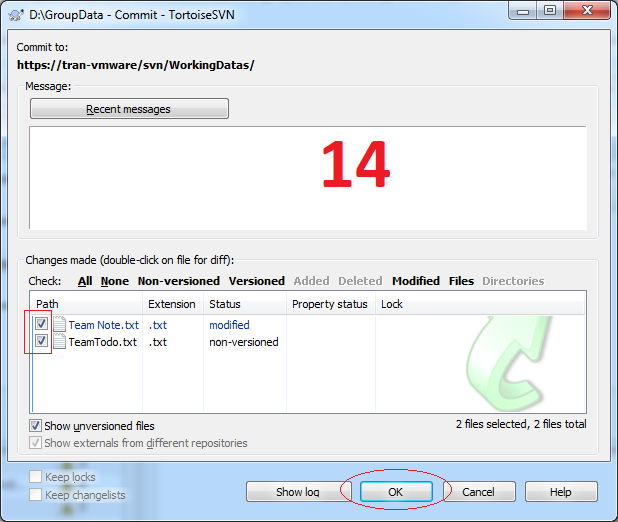 D:\GroupData - Commit - TortoiseSVN
Commit to:
https://tran-vmware/svn/WorkingDatas/
Message:
Recent messages
14
Changes made (double-click on file for diff):
Check: All None Non-versioned Versioned Added Deleted Modified Files Directories
Path Extension Status Property status Lock
Team Note.txt .txt modified
TeamTodo.txt .txt non-versioned
Show unversioned files 2 files selected, 2 files total
Show externals from different repositories
Keep locks
Keep changelists
Show log OK Cancel Help